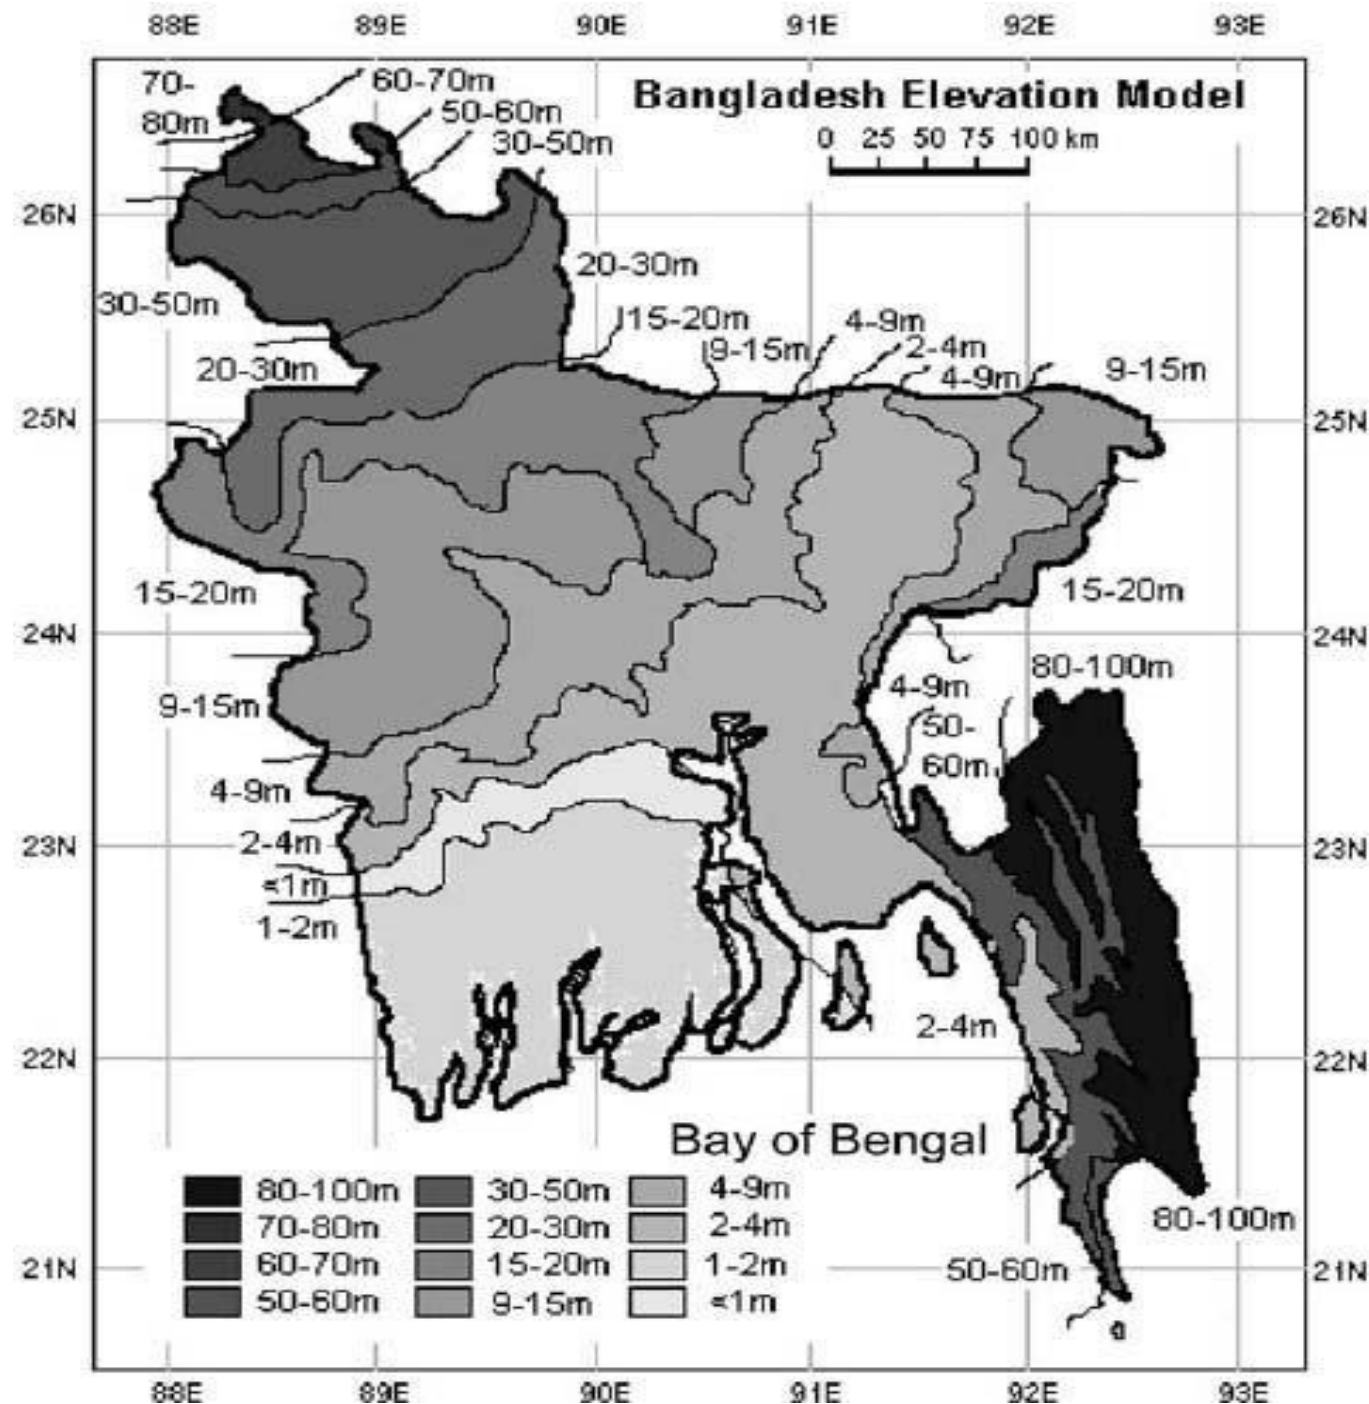 88E 89E 90E 91E 92E 93E
Bangladesh Elevation Model
0 25 50 75 100 km
70-
80m
60-70m
50-60m
30-50m
26N 26N
20-30m
30-50m
15-20m
4-9m
9-15m
2-4m
20-30m
4-9m
9-15m
25N 25N
15-20m
15-20m
24N 24N
80-100m
4-9m
9-15m
50-
60m
4-9m
2-4m
23N 23N
<1m
1-2m
2-4m
22N 22N
Bay of Bengal
80-100m 30-50m 4-9m
70-80m 20-30m 2-4m
60-70m 15-20m 1-2m
50-60m 9-15m <1m
80-100m
50-60m
21N 21N
88E 89E 90E 91E 92E 93E